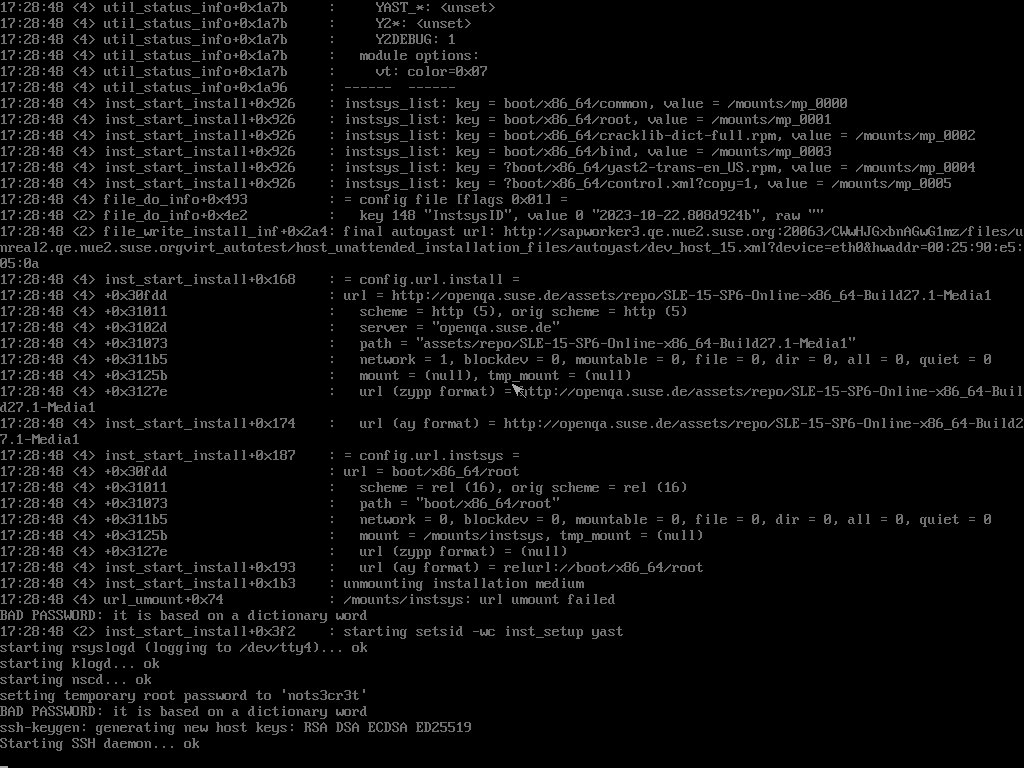 17:28:48 <4> util_status_info+0x1a7b     :     YAST_*: <unset>
17:28:48 <4> util_status_info+0x1a7b     :     Y2*: <unset>
17:28:48 <4> util_status_info+0x1a7b     :     Y2DEBUG: 1
17:28:48 <4> util_status_info+0x1a7b     :   module options:
17:28:48 <4> util_status_info+0x1a7b     :     vt: color=0x07
17:28:48 <4> util_status_info+0x1a96     : ------  ------
17:28:48 <4> inst_start_install+0x926    : instsys_list: key = boot/x86_64/common, value = /mounts/mp_0000
17:28:48 <4> inst_start_install+0x926    : instsys_list: key = boot/x86_64/root, value = /mounts/mp_0001
17:28:48 <4> inst_start_install+0x926    : instsys_list: key = boot/x86_64/cracklib-dict-full.rpm, value = /mounts/mp_0002
17:28:48 <4> inst_start_install+0x926    : instsys_list: key = boot/x86_64/bind, value = /mounts/mp_0003
17:28:48 <4> inst_start_install+0x926    : instsys_list: key = ?boot/x86_64/yast2-trans-en_US.rpm, value = /mounts/mp_0004
17:28:48 <4> inst_start_install+0x926    : instsys_list: key = ?boot/x86_64/control.xml?copy=1, value = /mounts/mp_0005
17:28:48 <4> file_do_info+0x493          : = config file [flags 0x01] =
17:28:48 <2> file_do_info+0x4e2          :   key 148 "InstsysID", value 0 "2023-10-22.808d924b", raw ""
17:28:48 <2> file_write_install_inf+0x2a4: final autoyast url: http://sapworker3.qe.nue2.suse.org:20063/CWwHJGxbnAGwG1mz/files/u
nreal2.qe.nue2.suse.orgvirt_autotest/host_unattended_installation_files/autoyast/dev_host_15.xml?device=eth0&hwaddr=00:25:90:e5:
05:0a
17:28:48 <4> inst_start_install+0x168    : = config.url.install =
17:28:48 <4> +0x30fdd                    : url = http://openqa.suse.de/assets/repo/SLE-15-SP6-Online-x86_64-Build27.1-Media1
17:28:48 <4> +0x31011                    :   scheme = http (5), orig scheme = http (5)
17:28:48 <4> +0x3102d                    :   server = "openqa.suse.de"
17:28:48 <4> +0x31073                    :   path = "assets/repo/SLE-15-SP6-Online-x86_64-Build27.1-Media1"
17:28:48 <4> +0x311b5                    :   network = 1, blockdev = 0, mountable = 0, file = 0, dir = 0, all = 0, quiet = 0
17:28:48 <4> +0x3125b                    :   mount = (null), tmp_mount = (null)
17:28:48 <4> +0x3127e                    :   url (zypp format) = http://openqa.suse.de/assets/repo/SLE-15-SP6-Online-x86_64-Buil
d27.1-Media1
17:28:48 <4> inst_start_install+0x174    :   url (ay format) = http://openqa.suse.de/assets/repo/SLE-15-SP6-Online-x86_64-Build2
7.1-Media1
17:28:48 <4> inst_start_install+0x187    : = config.url.instsys =
17:28:48 <4> +0x30fdd                    : url = boot/x86_64/root
17:28:48 <4> +0x31011                    :   scheme = rel (16), orig scheme = rel (16)
17:28:48 <4> +0x31073                    :   path = "boot/x86_64/root"
17:28:48 <4> +0x311b5                    :   network = 0, blockdev = 0, mountable = 0, file = 0, dir = 0, all = 0, quiet = 0
17:28:48 <4> +0x3125b                    :   mount = /mounts/instsys, tmp_mount = (null)
17:28:48 <4> +0x3127e                    :   url (zypp format) = (null)
17:28:48 <4> inst_start_install+0x193    :   url (ay format) = relurl://boot/x86_64/root
17:28:48 <4> inst_start_install+0x1b3    : unmounting installation medium
17:28:48 <4> url_umount+0x74             : /mounts/instsys: url umount failed
BAD PASSWORD: it is based on a dictionary word
17:28:48 <2> inst_start_install+0x3f2    : starting setsid -wc inst_setup yast
starting rsyslogd (logging to /dev/tty4)... ok
starting klogd... ok
starting nscd... ok
setting temporary root password to 'nots3cr3t'
BAD PASSWORD: it is based on a dictionary word
ssh-keygen: generating new host keys: RSA DSA ECDSA ED25519
Starting SSH daemon... ok